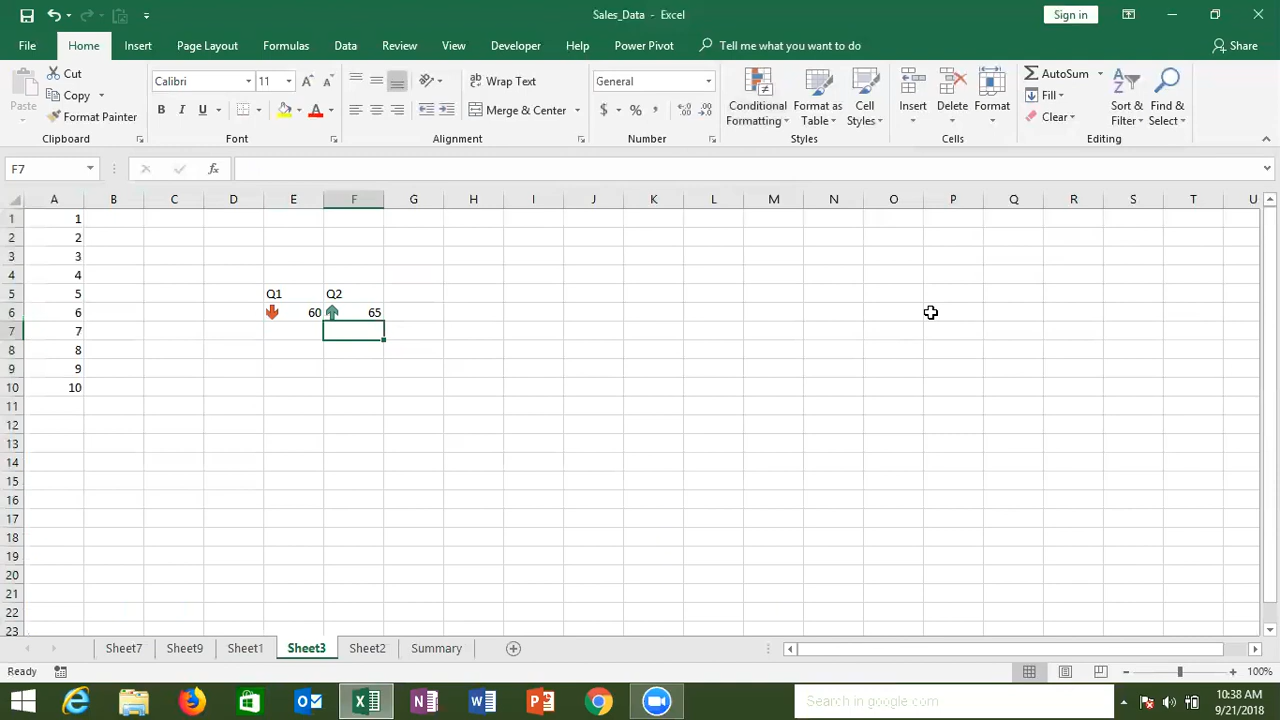 Sales_Data - Excel
Sign in
File Home Insert Page Layout Formulas Data Review View Developer Help Power Pivot Tell me what you want to do Share
Paste
Cut
Copy
Format Painter
Clipboard
Calibri 11
B I U
Font
Wrap Text
Merge & Center
Alignment
General
$ % ,
Number
Conditional Formatting
Format as Table
Cell Styles
Styles
Insert
Delete
Format
Cells
AutoSum
Fill
Clear
Sort & Filter
Find & Select
Editing
F7
fx
A B C D E F G H I J K L M N O P Q R S T U
1 1
2 2
3 3
4 4
5 5 Q1 Q2
6 6 60 65
7 7
8 8
9 9
10 10
11
12
13
14
15
16
17
18
19
20
21
22
23
Sheet7 Sheet9 Sheet1 Sheet3 Sheet2 Summary
Ready
100%
Search in google.com
10:38 AM
9/21/2018